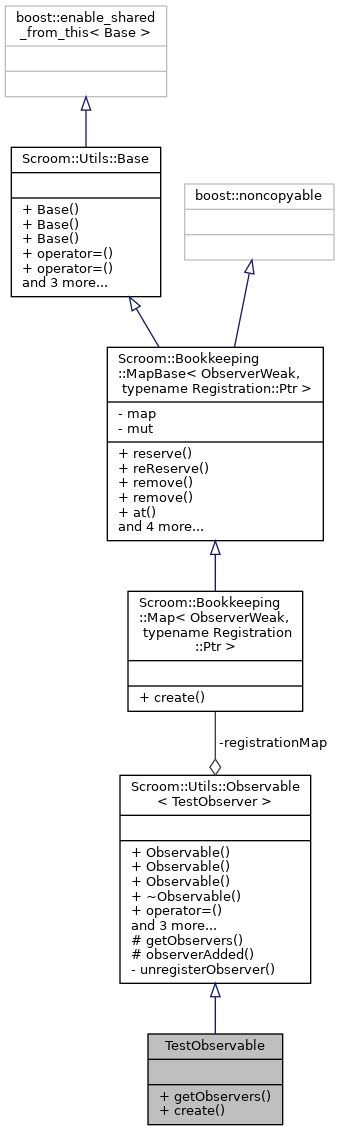 boost::enable_shared
_from_this< Base >
Scroom::Utils::Base
+ Base()
+ Base()
+ Base()
+ operator=()
+ operator=()
and 3 more...
boost::noncopyable
Scroom::Bookkeeping
::MapBase< ObserverWeak,
typename Registration::Ptr >
- map
- mut
+ reserve()
+ reReserve()
+ remove()
+ remove()
+ at()
and 4 more...
Scroom::Bookkeeping
::Map< ObserverWeak,
typename Registration
::Ptr >
+ create()
-registrationMap
Scroom::Utils::Observable
< TestObserver >
+ Observable()
+ Observable()
+ Observable()
+ ~Observable()
+ operator=()
and 3 more...
# getObservers()
# observerAdded()
- unregisterObserver()
TestObservable
+ getObservers()
+ create()